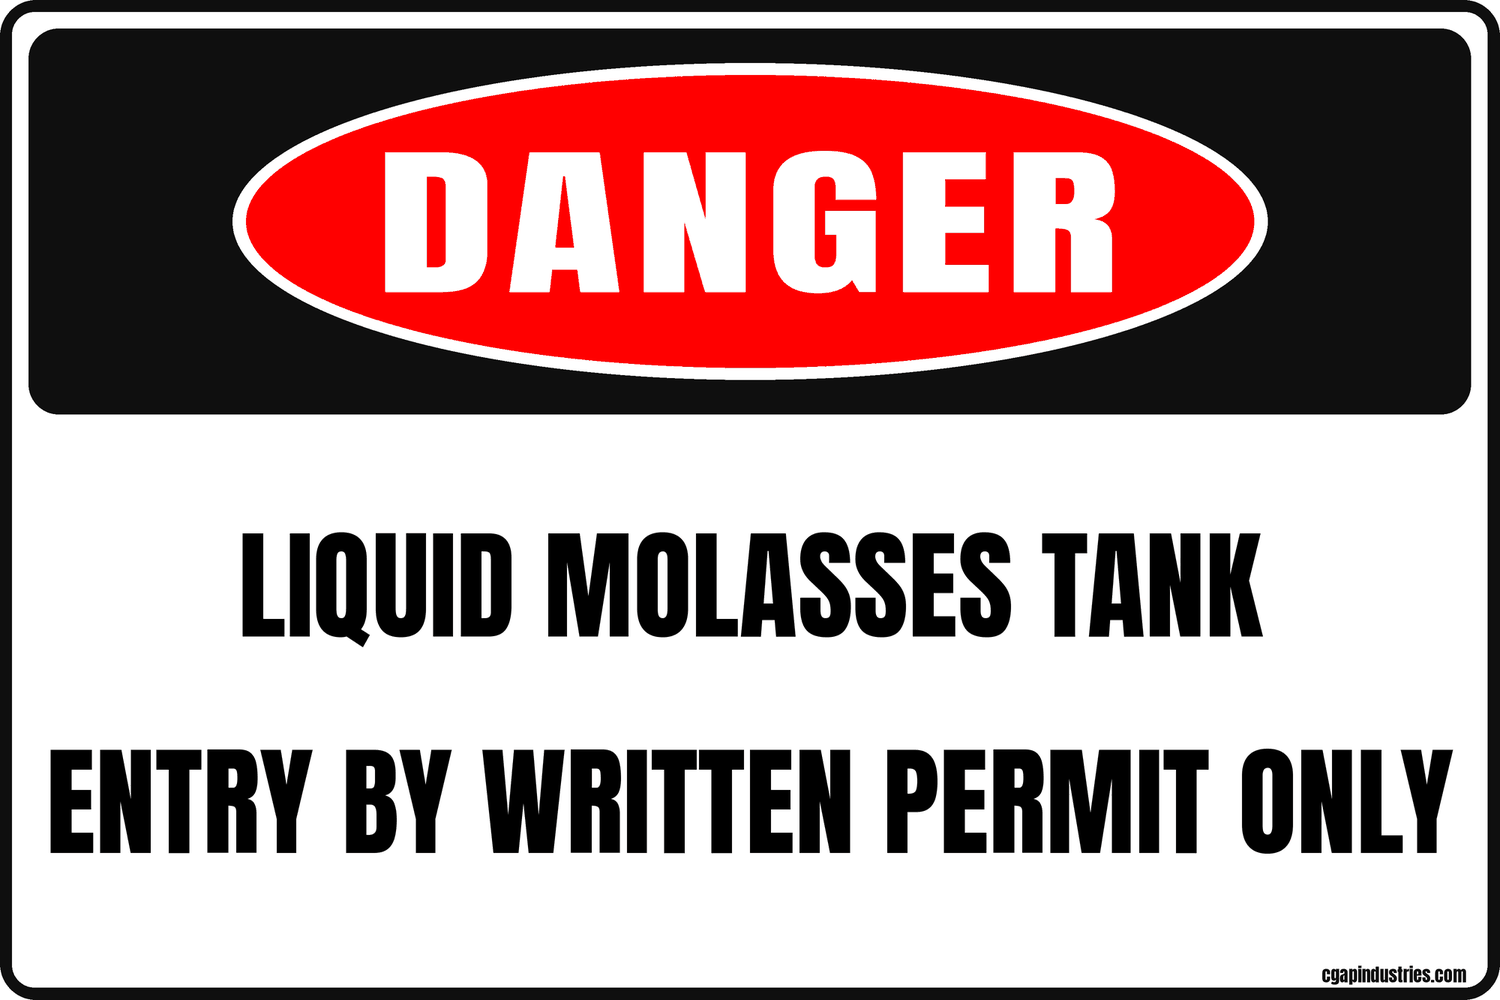 DANGER
LIQUID MOLASSES TANK
ENTRY BY WRITTEN PERMIT ONLY
cgapindustries.com